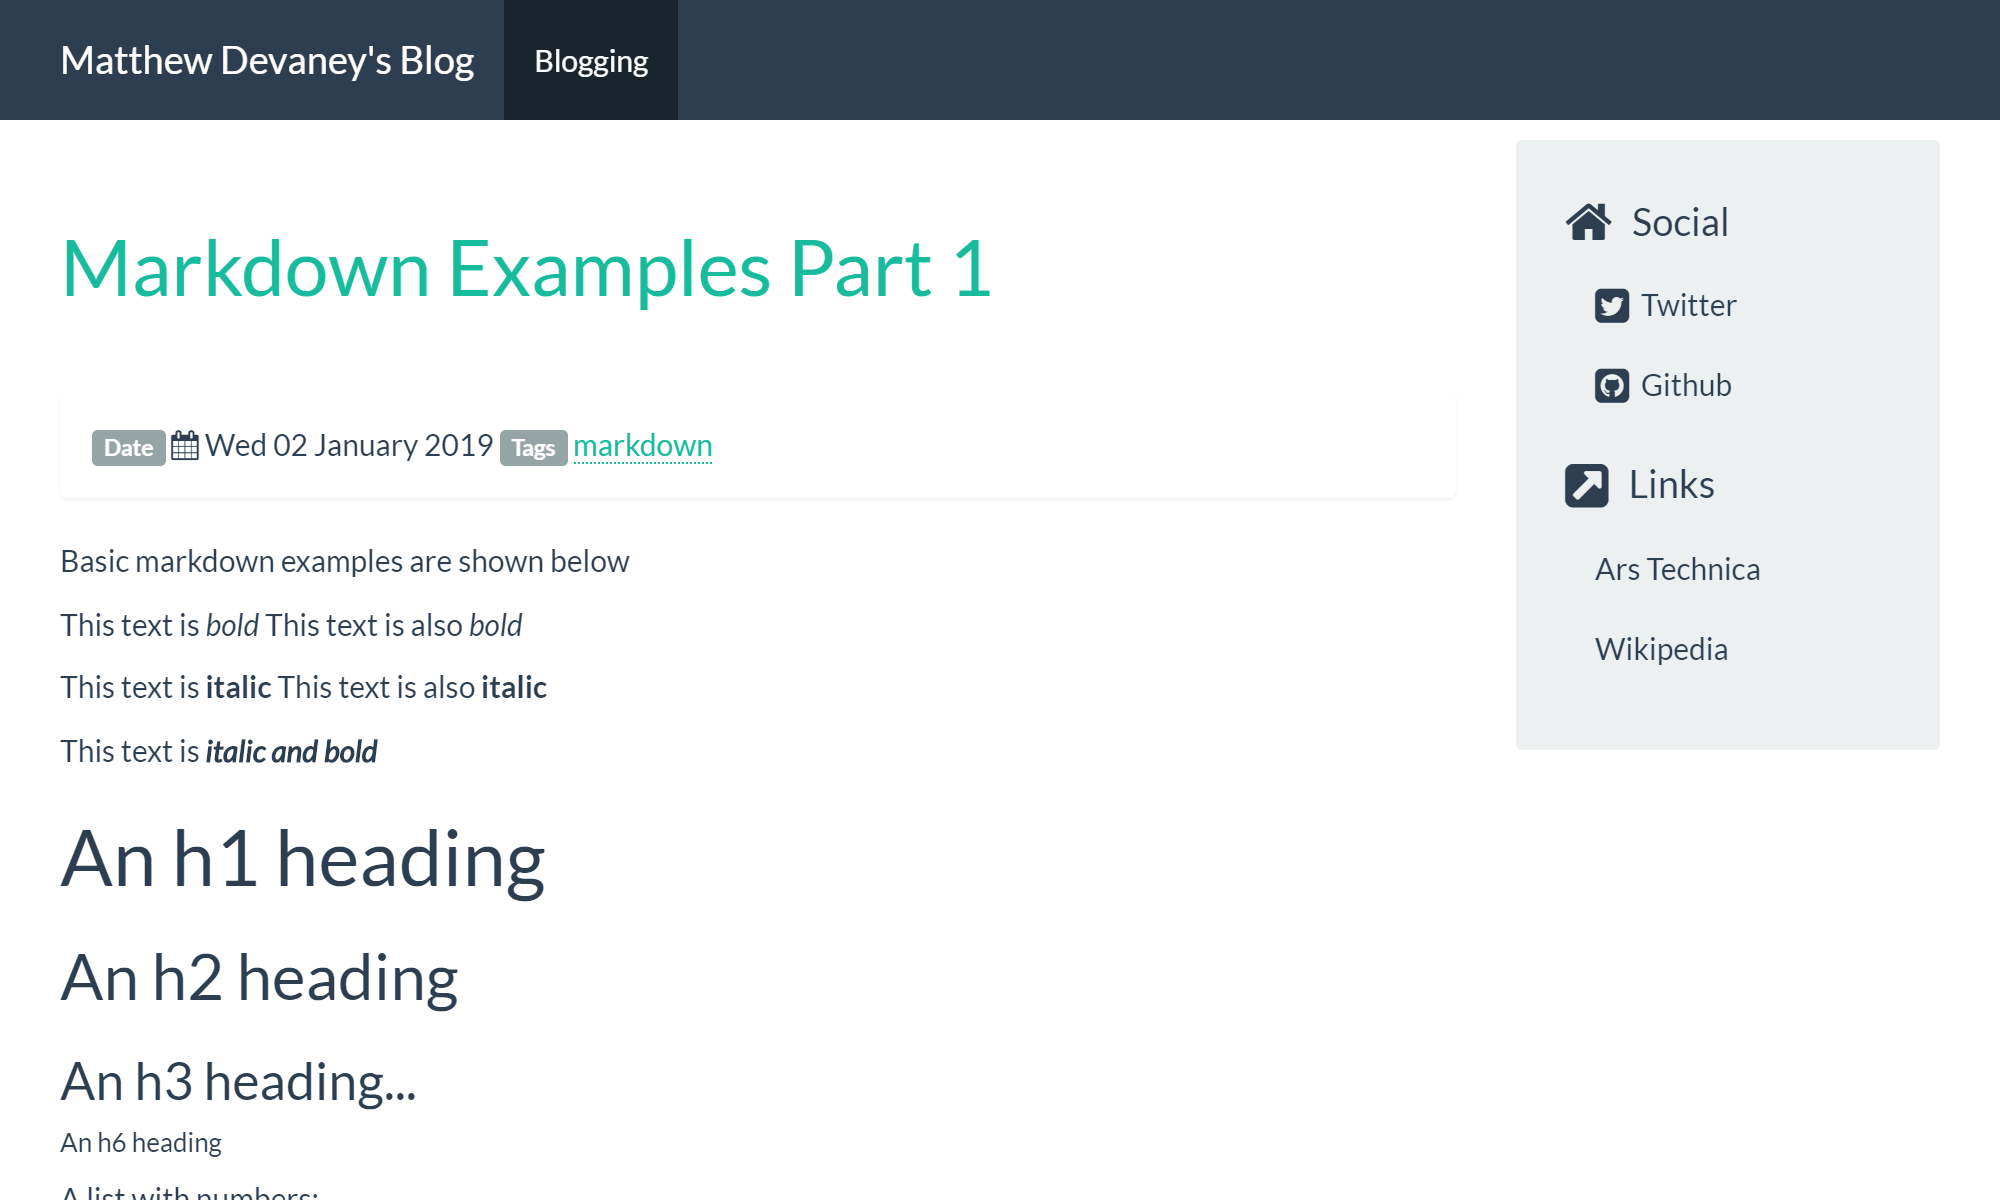 Matthew Devaney's Blog Blogging
Markdown Examples Part 1
Date Wed 02 January 2019 Tags markdown
Basic markdown examples are shown below
This text is bold This text is also bold
This text is italic This text is also italic
This text is italic and bold
An h1 heading
An h2 heading
An h3 heading...
An h6 heading
A list with numbers:
Social
Twitter
Github
Links
Ars Technica
Wikipedia